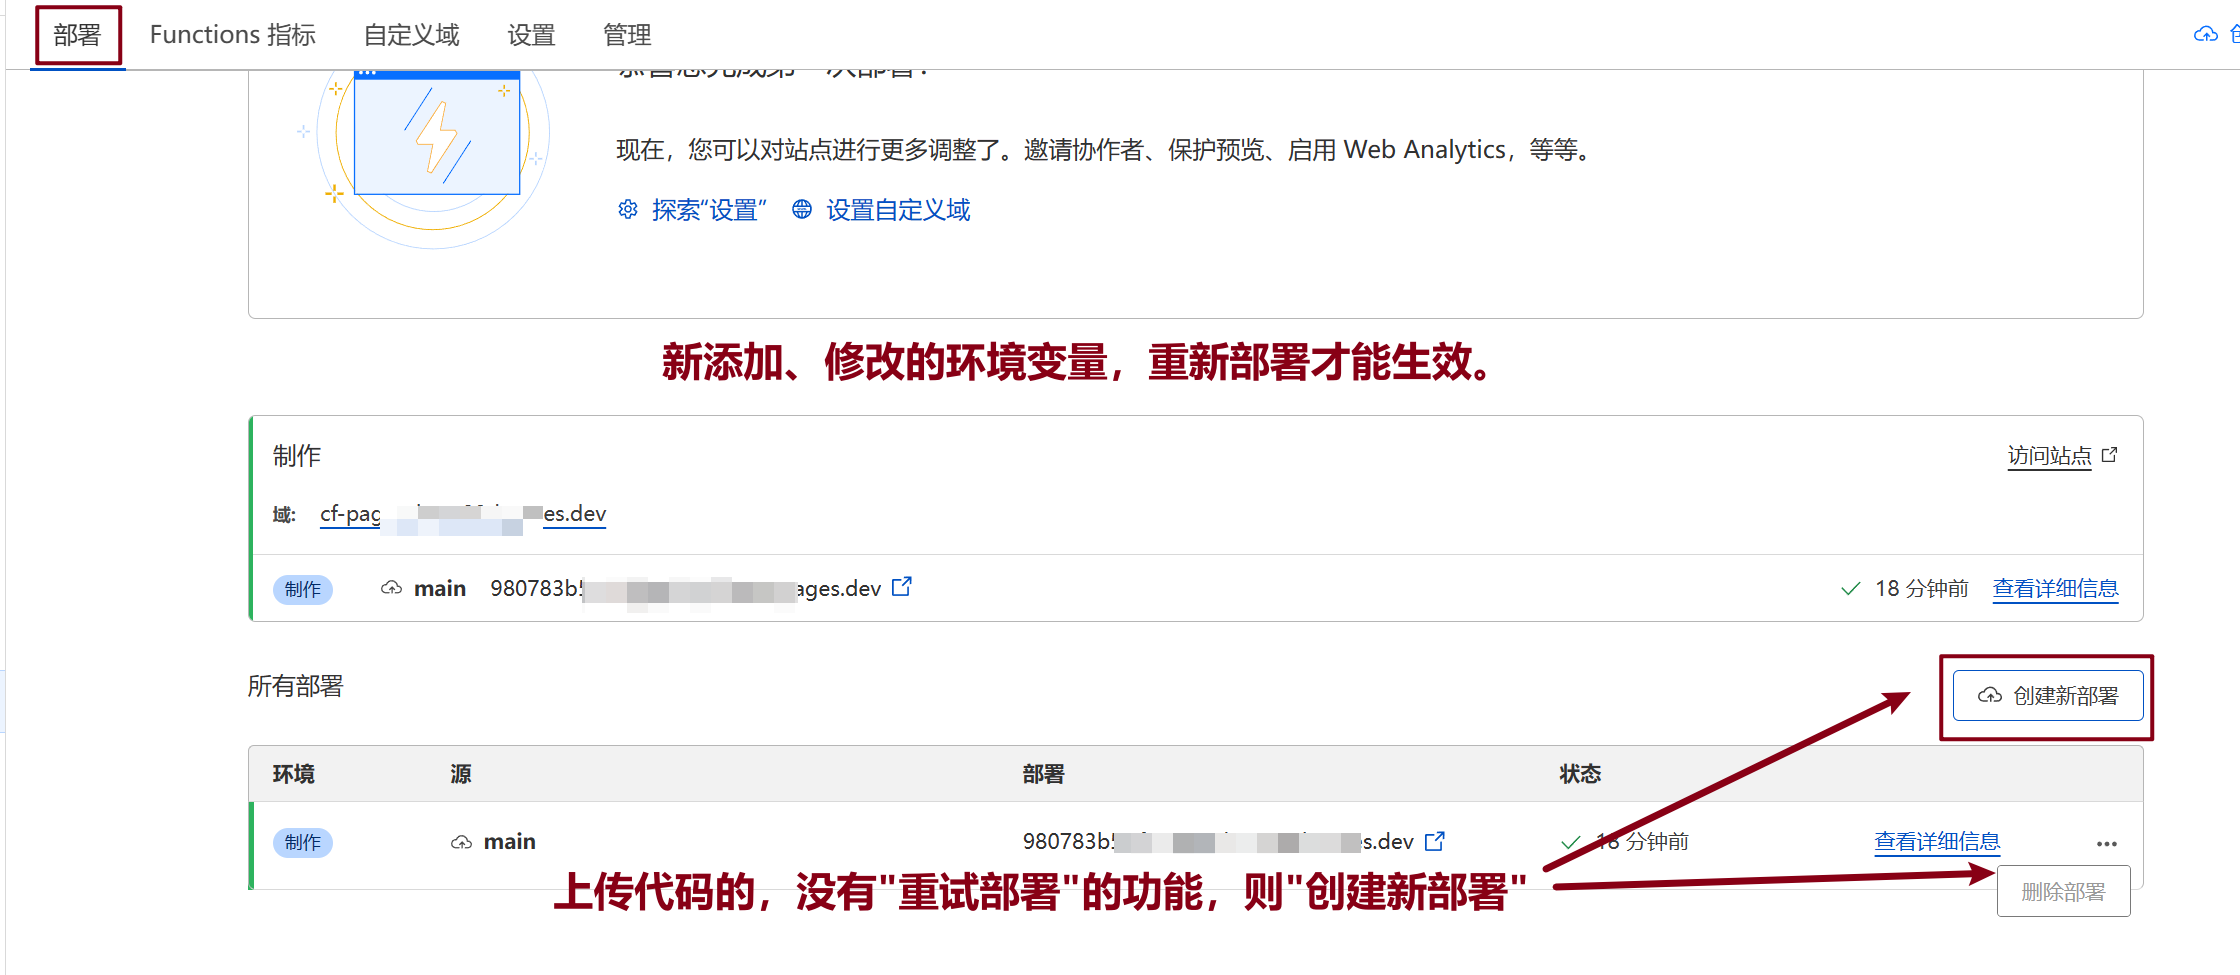 部署 Functions 指标 自定义域 设置 管理
现在，您可以对站点进行更多调整了。邀请协作者、保护预览、启用 Web Analytics，等等。
探索“设置” 设置自定义域
新添加、修改的环境变量，重新部署才能生效。
制作 访问站点
域: cf-pag es.dev
制作 main 980783b ages.dev 18 分钟前 查看详细信息
所有部署 创建新部署
环境 源 部署 状态
制作 main 980783b s.dev 18 分钟前 查看详细信息 ...
上传代码的，没有"重试部署"的功能，则"创建新部署"
删除部署